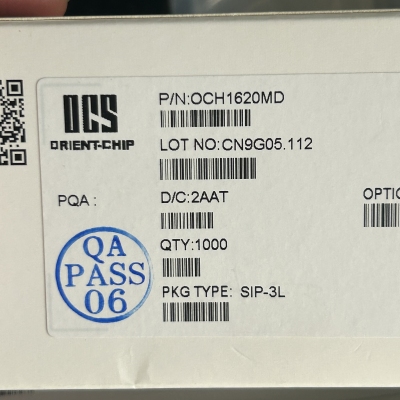 OCS
ORIENT-CHIP
P/N:OCH1620MD
LOT NO:CN9G05.112
PQA :
D/C:2AAT
QTY:1000
PKG TYPE: SIP-3L
QA
PASS
06